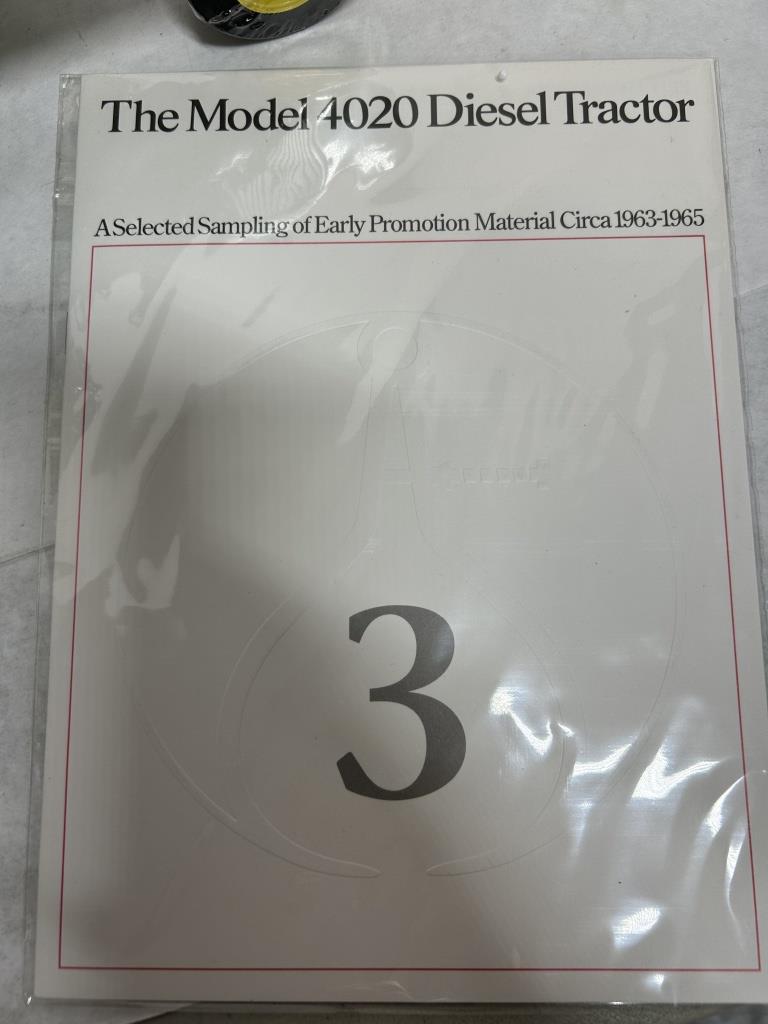 The Model 4020 Diesel Tractor
A Selected Sampling of Early Promotion Material Circa 1963-1965
3